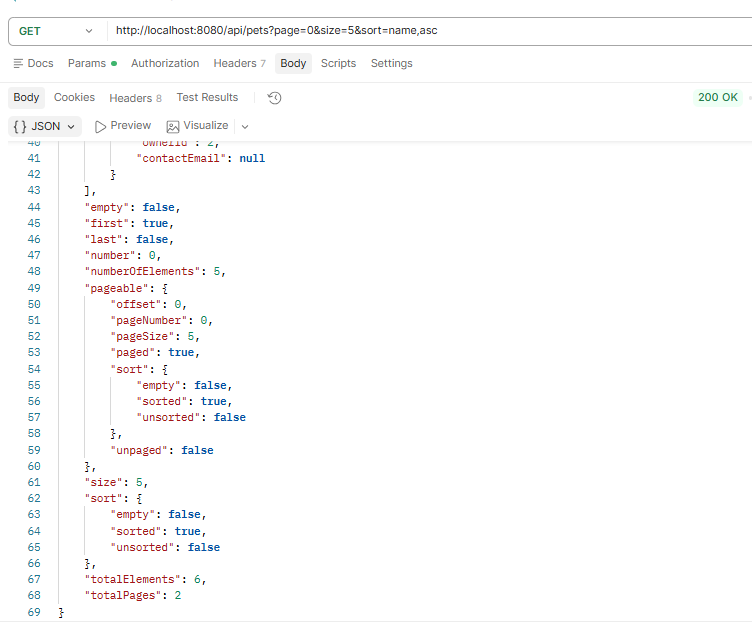 GET http://localhost:8080/api/pets?page=0&size=5&sort=name,asc
Docs Params Authorization Headers 7 Body Scripts Settings
Body Cookies Headers 8 Test Results 200 OK
{} JSON Preview Visualize
40 "ownerId": 2,
41 "contactEmail": null
42 }
43 ],
44 "empty": false,
45 "first": true,
46 "last": false,
47 "number": 0,
48 "numberOfElements": 5,
49 "pageable": {
50 "offset": 0,
51 "pageNumber": 0,
52 "pageSize": 5,
53 "paged": true,
54 "sort": {
55 "empty": false,
56 "sorted": true,
57 "unsorted": false
58 },
59 "unpaged": false
60 },
61 "size": 5,
62 "sort": {
63 "empty": false,
64 "sorted": true,
65 "unsorted": false
66 },
67 "totalElements": 6,
68 "totalPages": 2
69 }